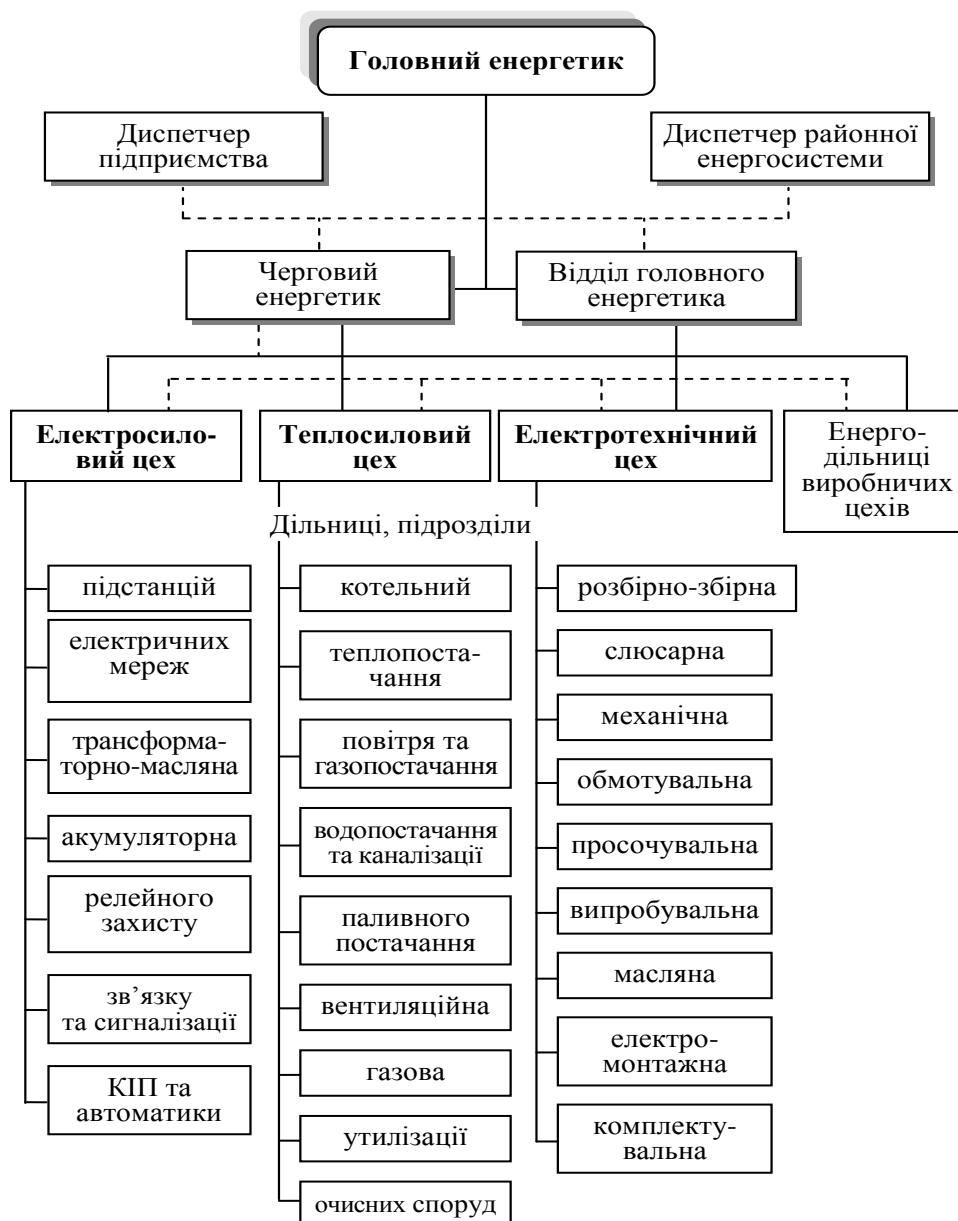 Головний енергетик
Диспетчер
підприємства
Диспетчер районної
енергосистеми
Черговий
енергетик
Відділ головного
енергетика
Електросило-
вий цех
Теплосиловий
цех
Електротехнічний
цех
Енерго-
дільниці
виробничих
цехів
Дільниці, підрозділи
підстанцій
електричних
мереж
трансформа-
торно-масляна
акумуляторна
релейного
захисту
зв’язку
та сигналізації
КІП та
автоматики
котельний
теплопоста-
чання
повітря та
газопостачання
водопостачання
та каналізації
паливного
постачання
вентиляційна
газова
утилізації
очисних споруд
розбірно-збірна
слюсарна
механічна
обмотувальна
просочувальна
випробувальна
масляна
електро-
монтажна
комплекту-
вальна